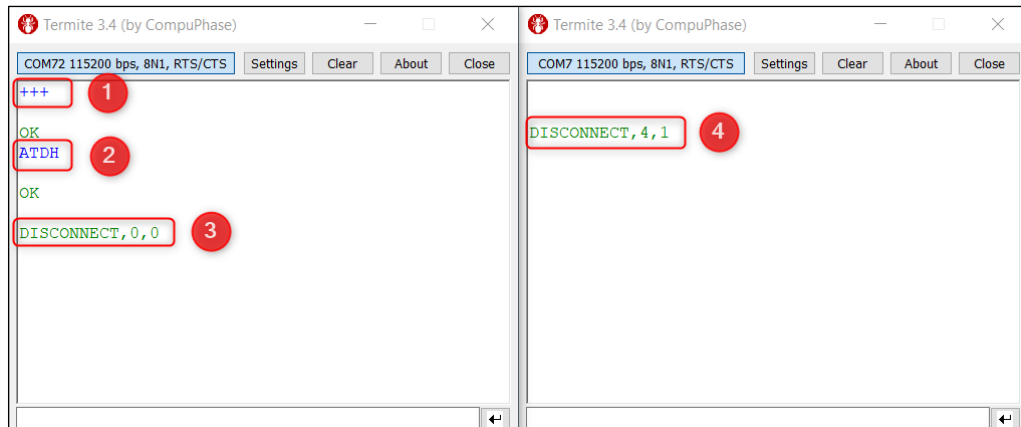 Termite 3.4 (by CompuPhase)
COM72 115200 bps, 8N1, RTS/CTS Settings Clear About Close
+++
1
OK
ATDH
2
OK
DISCONNECT,0,0
3
Termite 3.4 (by CompuPhase)
COM7 115200 bps, 8N1, RTS/CTS Settings Clear About Close
DISCONNECT,4,1
4